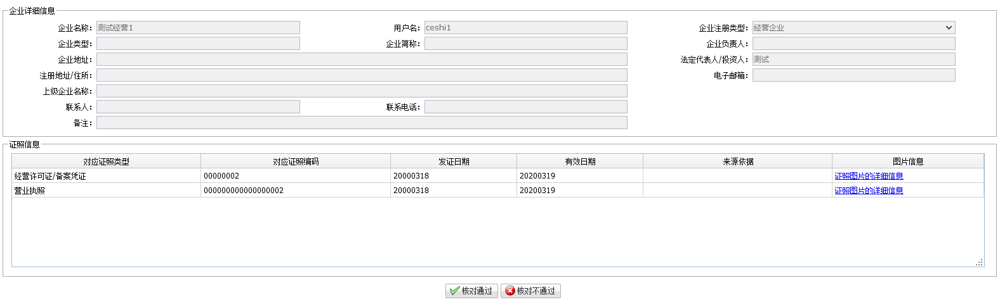 企业详细信息
企业名称: 测试经营1 用户名: ceshi1 企业注册类型: 经营企业
企业类型: 企业简称: 企业负责人:
企业地址: 法定代表人/投资人: 测试
注册地址/住所: 电子邮箱:
上级企业名称:
联系人: 联系电话:
备注:
证照信息
对应证照类型 对应证照编码 发证日期 有效日期 来源依据 图片信息
经营许可证/备案凭证 00000002 20000318 20200319 证照图片的详细信息
营业执照 000000000000000002 20000318 20200319 证照图片的详细信息
核对通过 核对不通过